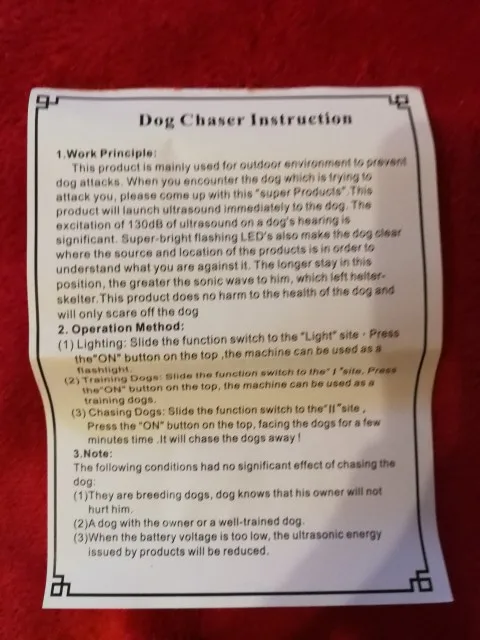 Dog Chaser Instruction
1.Work Principle:
This product is mainly used for outdoor environment to prevent
dog attacks. When you encounter the dog which is trying to
attack you, please come up with this "super Products".This
product will launch ultrasound immediately to the dog. The
excitation of 130dB of ultrasound on a dog's hearing is
significant. Super-bright flashing LED's also make the dog clear
where the source and location of the products is in order to
understand what you are against it. The longer stay in this
position, the greater the sonic wave to him, which left helter-
skelter.This product does no harm to the health of the dog and
will only scare off the dog
2. Operation Method:
(1) Lighting: Slide the function switch to the "Light" site · Press
the"ON" button on the top ,the machine can be used as a
flashlight.
(2) Training Dogs: Slide the function switch to the" I "site, Press
the"ON" button on the top, the machine can be used as a
training dogs.
(3) Chasing Dogs: Slide the function switch to the"II"site ,
Press the "ON" button on the top, facing the dogs for a few
minutes time .It will chase the dogs away !
3.Note:
The following conditions had no significant effect of chasing the
dog:
(1)They are breeding dogs, dog knows that his owner will not
hurt him.
(2)A dog with the owner or a well-trained dog.
(3)When the battery voltage is too low, the ultrasonic energy
issued by products will be reduced.